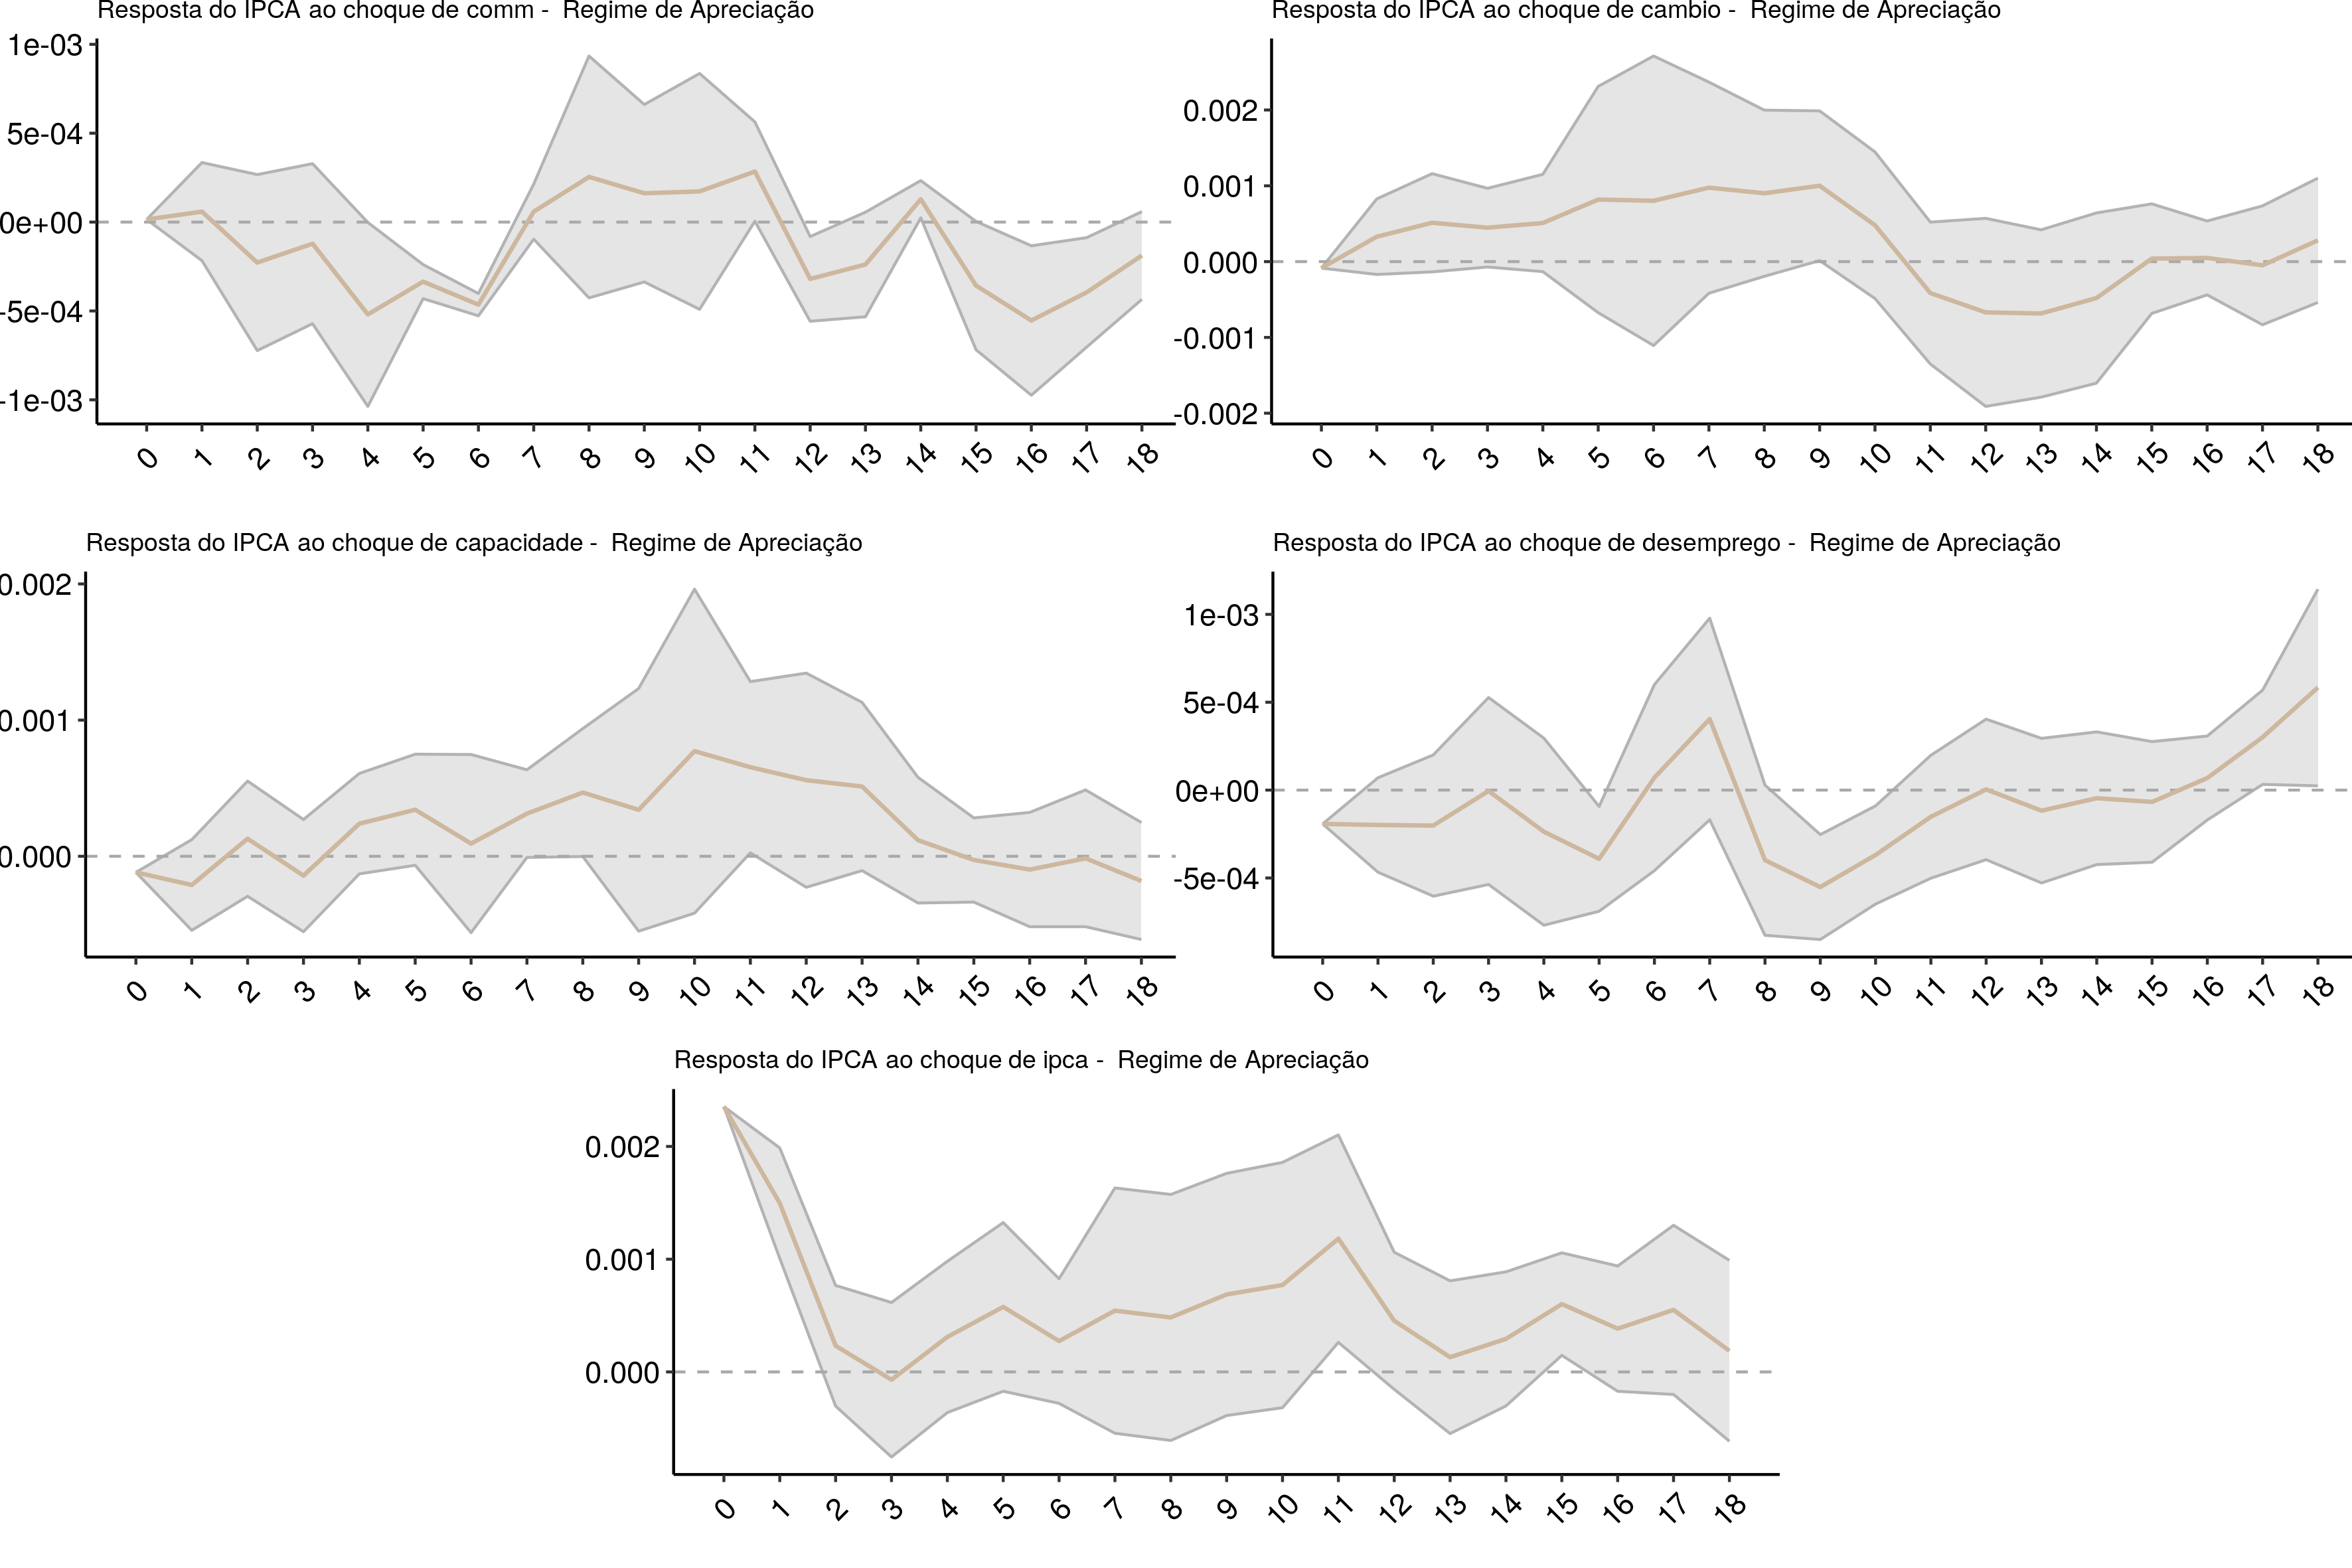 Resposta do IPCA ao choque de comm -  Regime de Apreciação
1e-03
5e-04
0e+00
-5e-04
-1e-03
0 1 2 3 4 5 6 7 8 9 10 11 12 13 14 15 16 17 18
Resposta do IPCA ao choque de cambio -  Regime de Apreciação
0.002
0.001
0.000
-0.001
-0.002
0 1 2 3 4 5 6 7 8 9 10 11 12 13 14 15 16 17 18
Resposta do IPCA ao choque de capacidade -  Regime de Apreciação
0.002
0.001
0.000
0 1 2 3 4 5 6 7 8 9 10 11 12 13 14 15 16 17 18
Resposta do IPCA ao choque de desemprego -  Regime de Apreciação
1e-03
5e-04
0e+00
-5e-04
0 1 2 3 4 5 6 7 8 9 10 11 12 13 14 15 16 17 18
Resposta do IPCA ao choque de ipca -  Regime de Apreciação
0.002
0.001
0.000
0 1 2 3 4 5 6 7 8 9 10 11 12 13 14 15 16 17 18